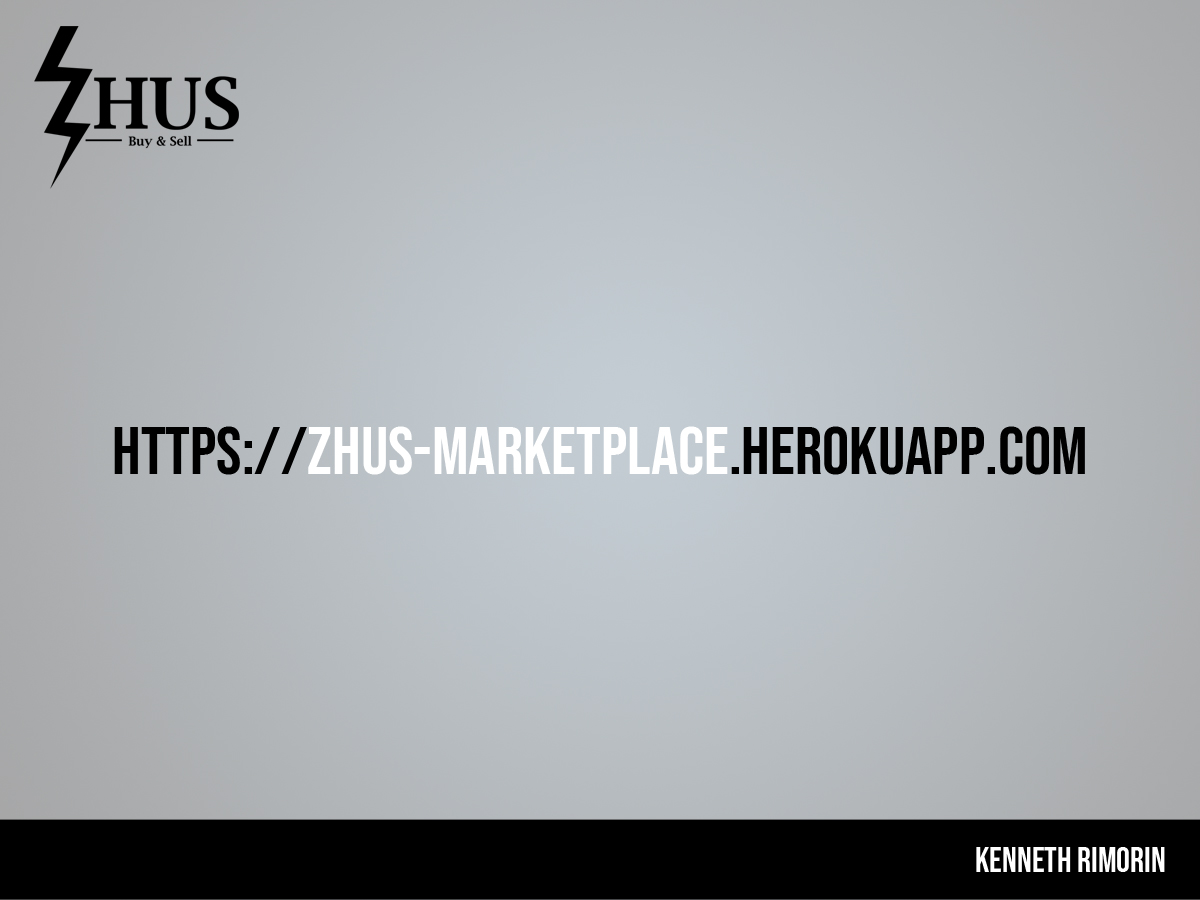 ZHUS
Buy & Sell
HTTPS://ZHUS-MARKETPLACE.HEROKUAPP.COM
KENNETH RIMORIN